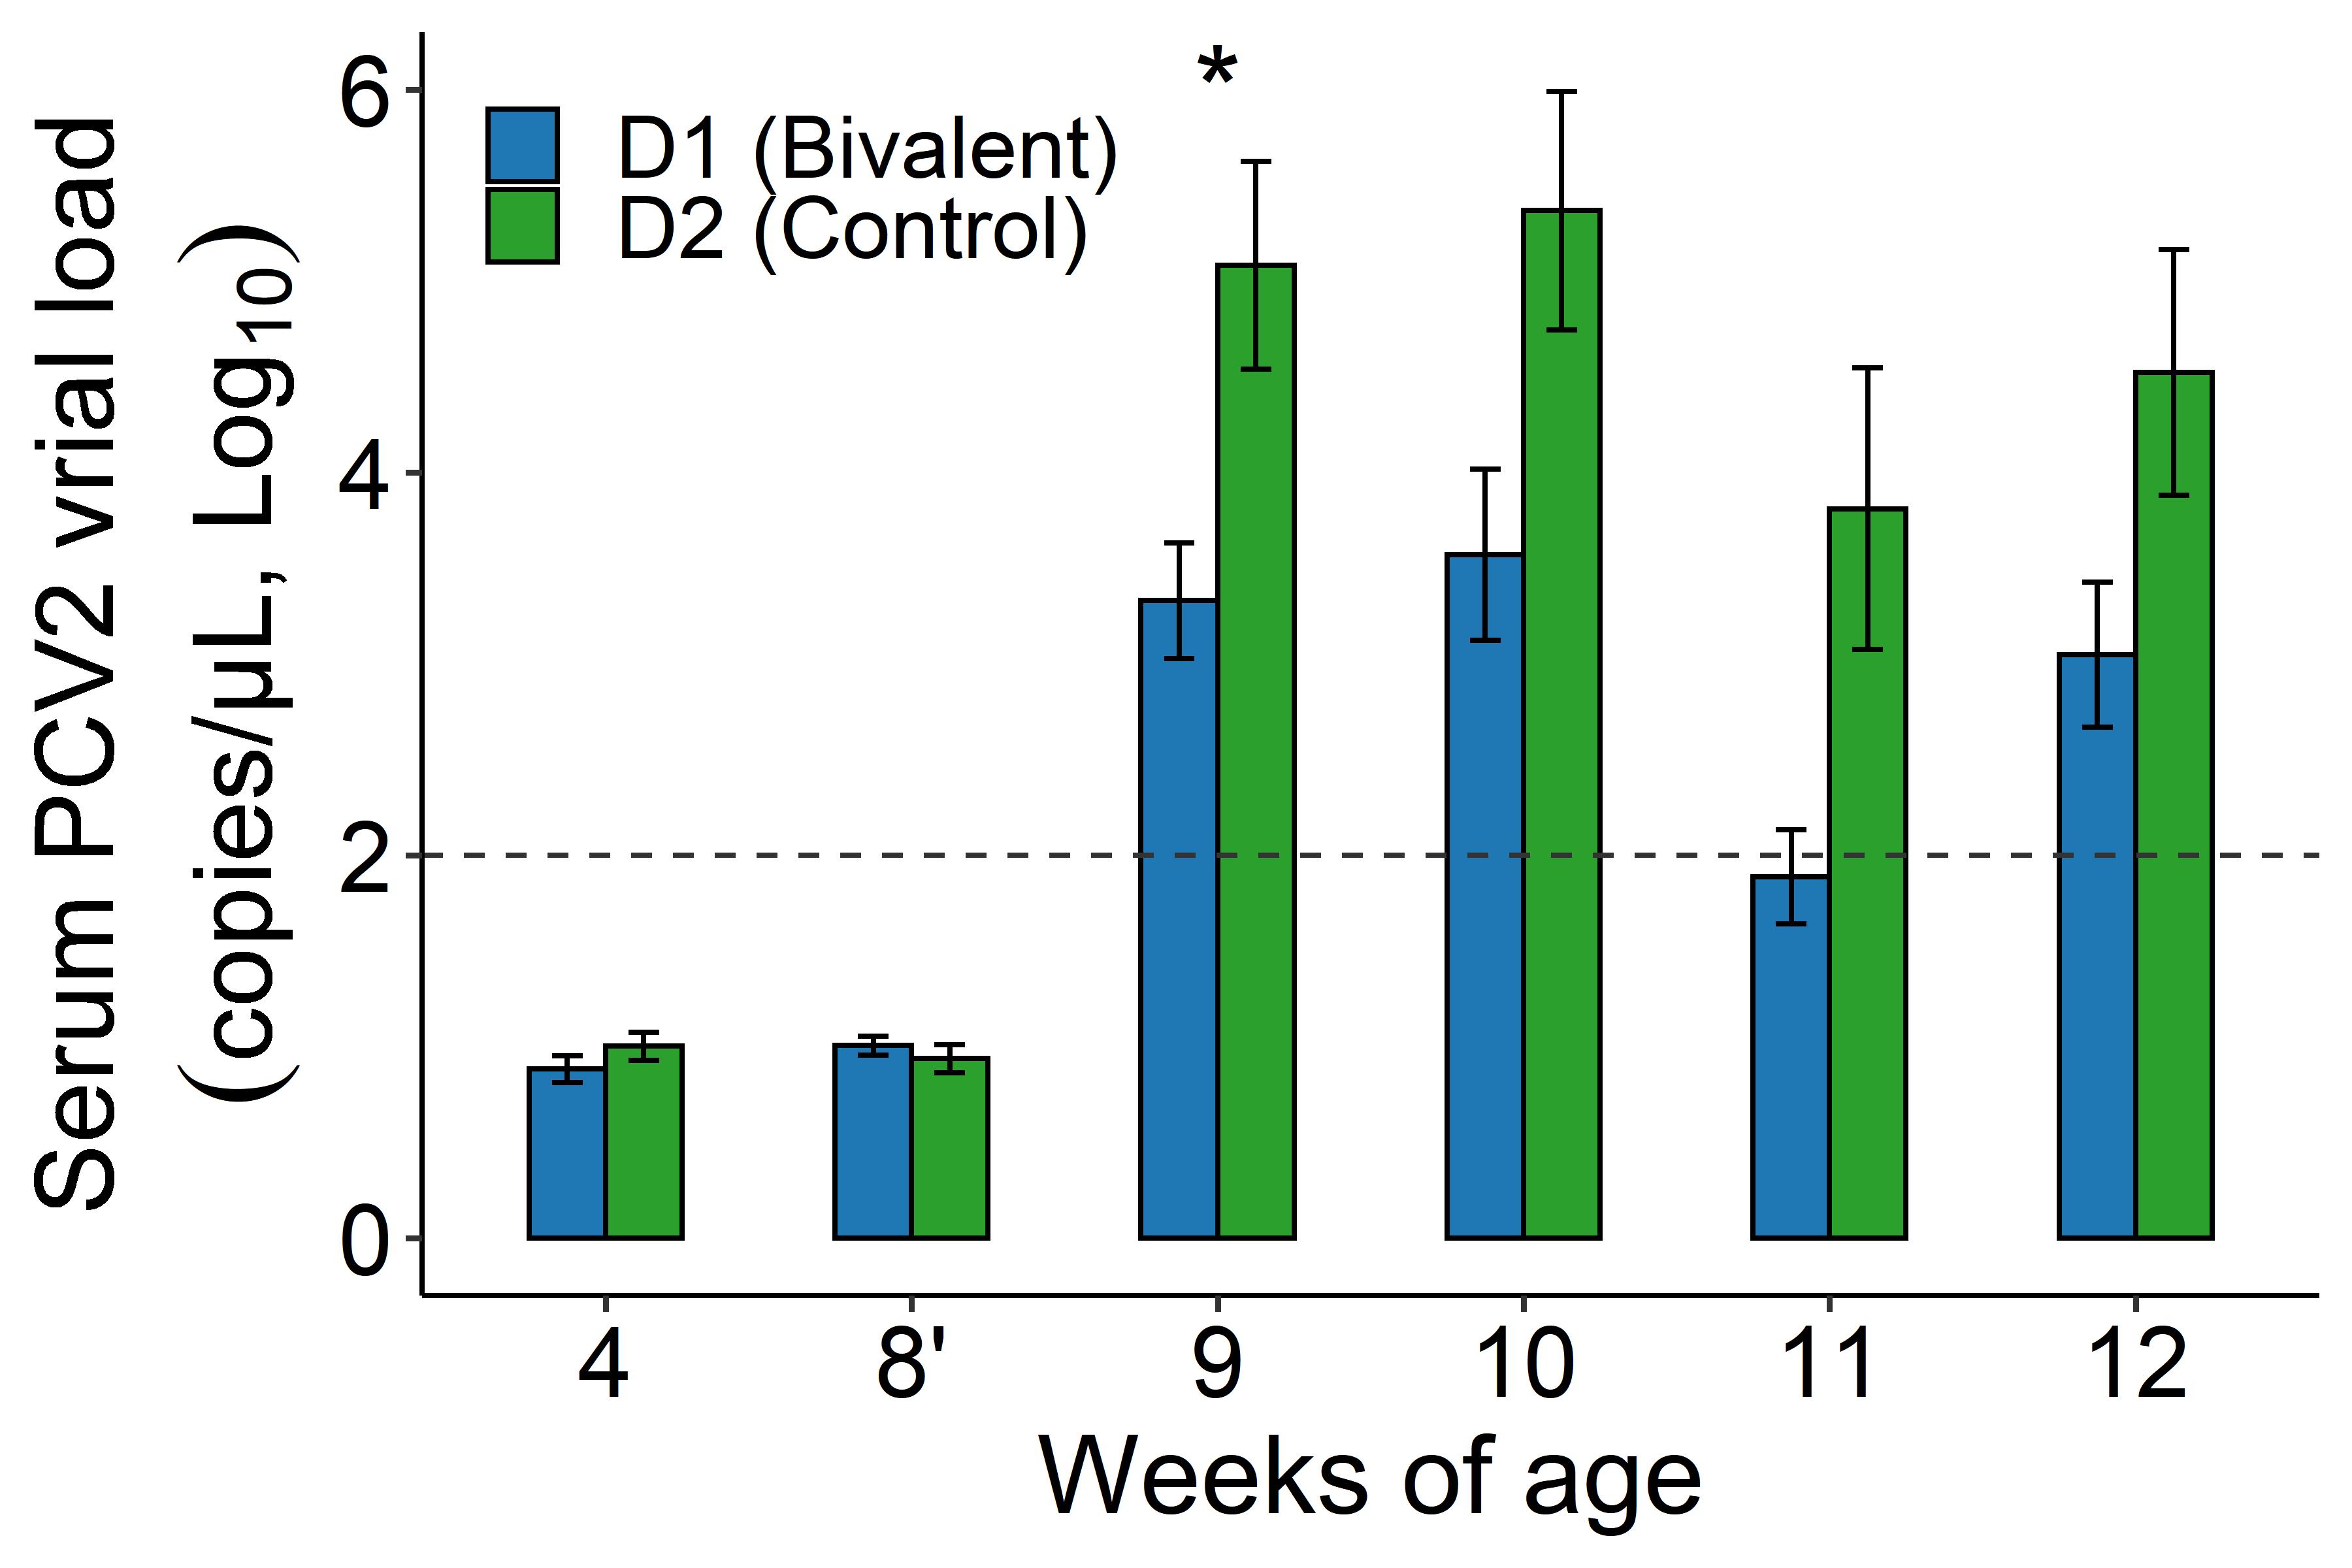 Serum PCV2 vrial load
(copies/µL, Log10)
6
4
2
0
*
D1 (Bivalent)
D2 (Control)
4
8'
9
10
11
12
Weeks of age